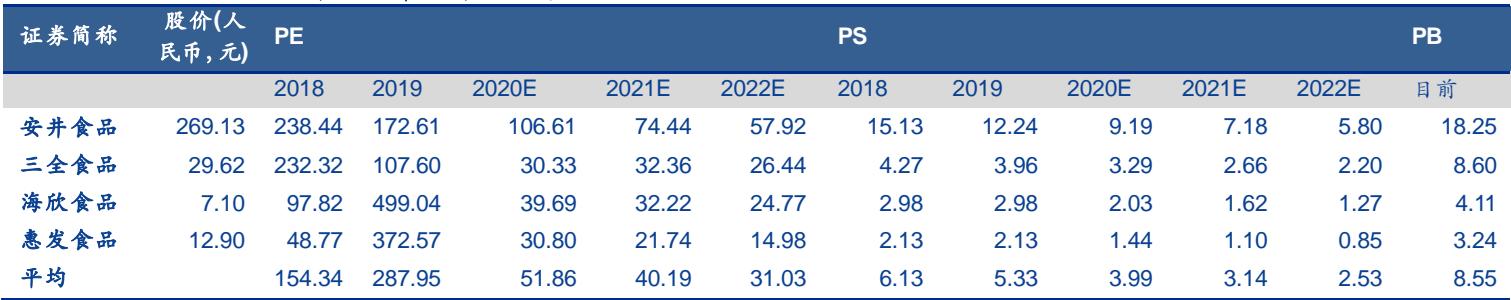 证券简称 股价(人民币,元) PE PS PB
2018 2019 2020E 2021E 2022E 2018 2019 2020E 2021E 2022E 目前
安井食品 269.13 238.44 172.61 106.61 74.44 57.92 15.13 12.24 9.19 7.18 5.80 18.25
三全食品 29.62 232.32 107.60 30.33 32.36 26.44 4.27 3.96 3.29 2.66 2.20 8.60
海欣食品 7.10 97.82 499.04 39.69 32.22 24.77 2.98 2.98 2.03 1.62 1.27 4.11
惠发食品 12.90 48.77 372.57 30.80 21.74 14.98 2.13 2.13 1.44 1.10 0.85 3.24
平均 154.34 287.95 51.86 40.19 31.03 6.13 5.33 3.99 3.14 2.53 8.55